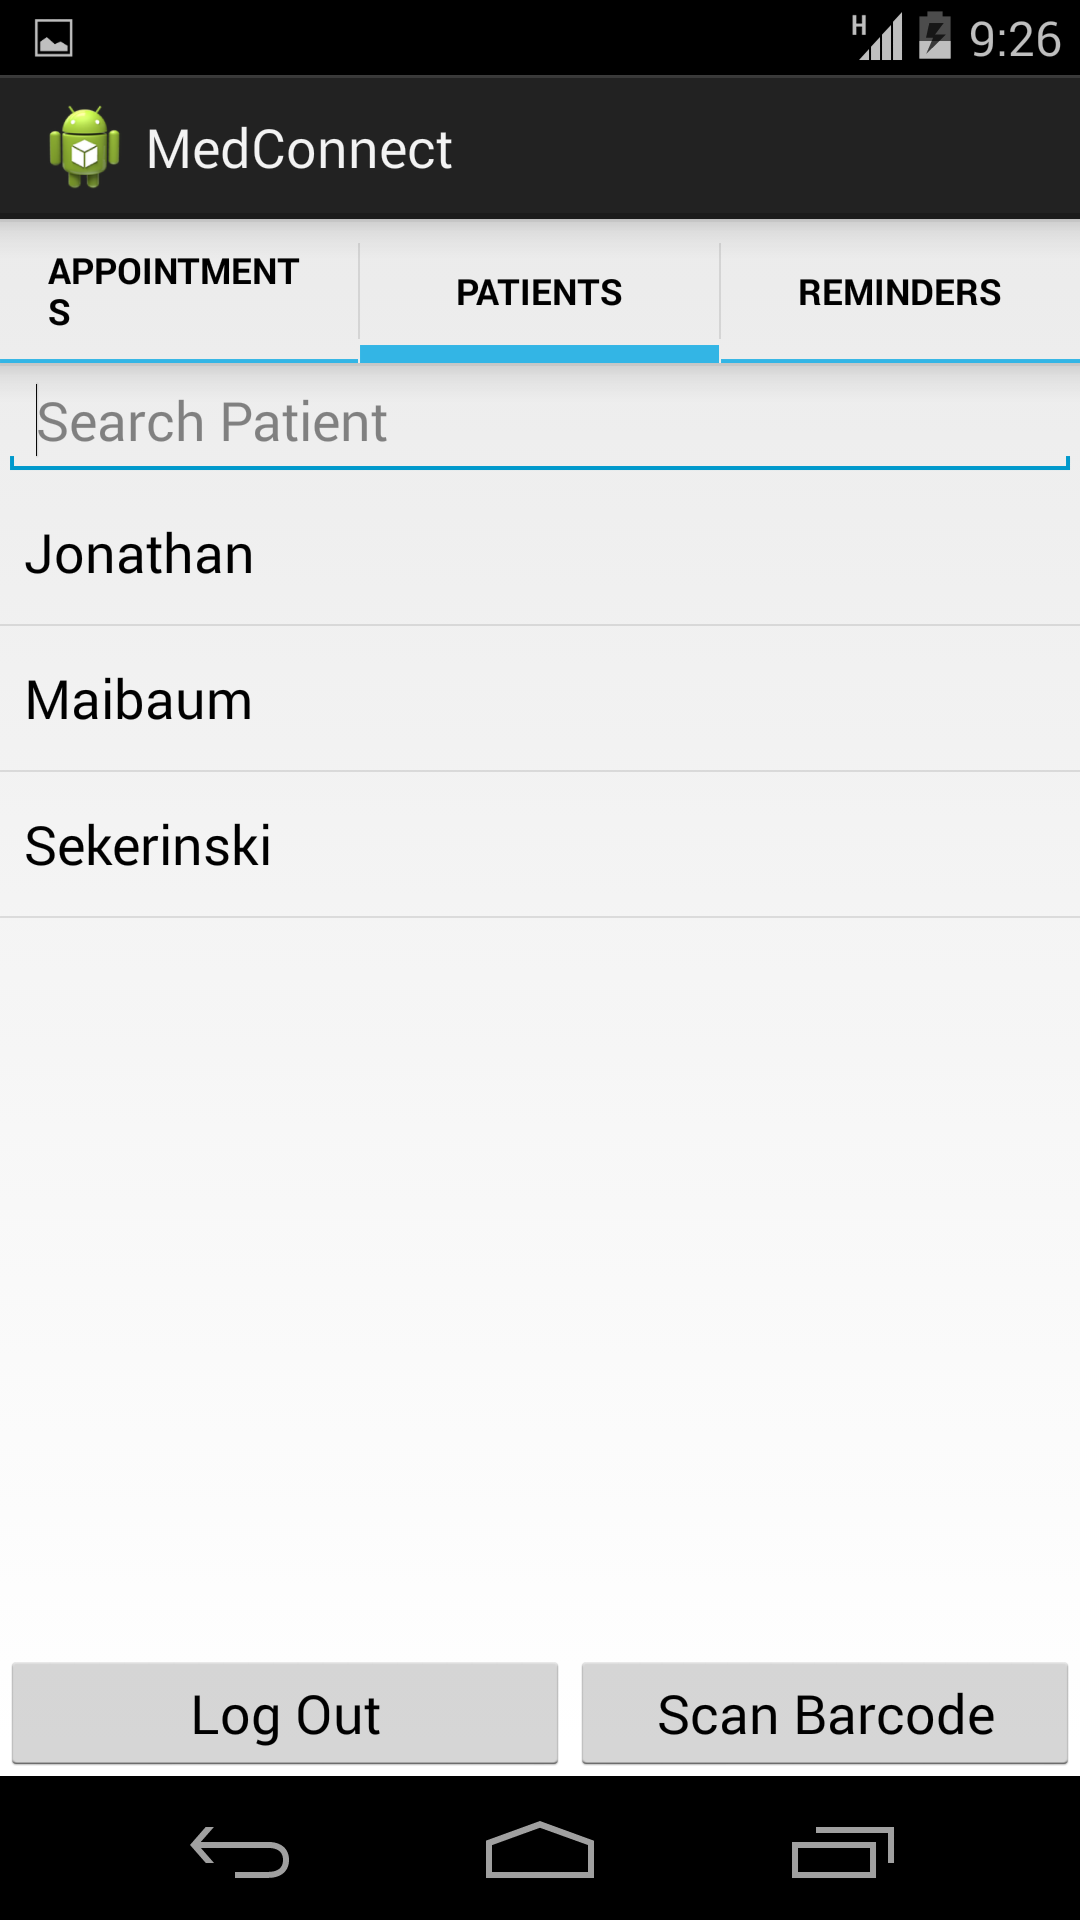 H 9:26
MedConnect
APPOINTMENT
S
PATIENTS
REMINDERS
Search Patient
Jonathan
Maibaum
Sekerinski
Log Out
Scan Barcode